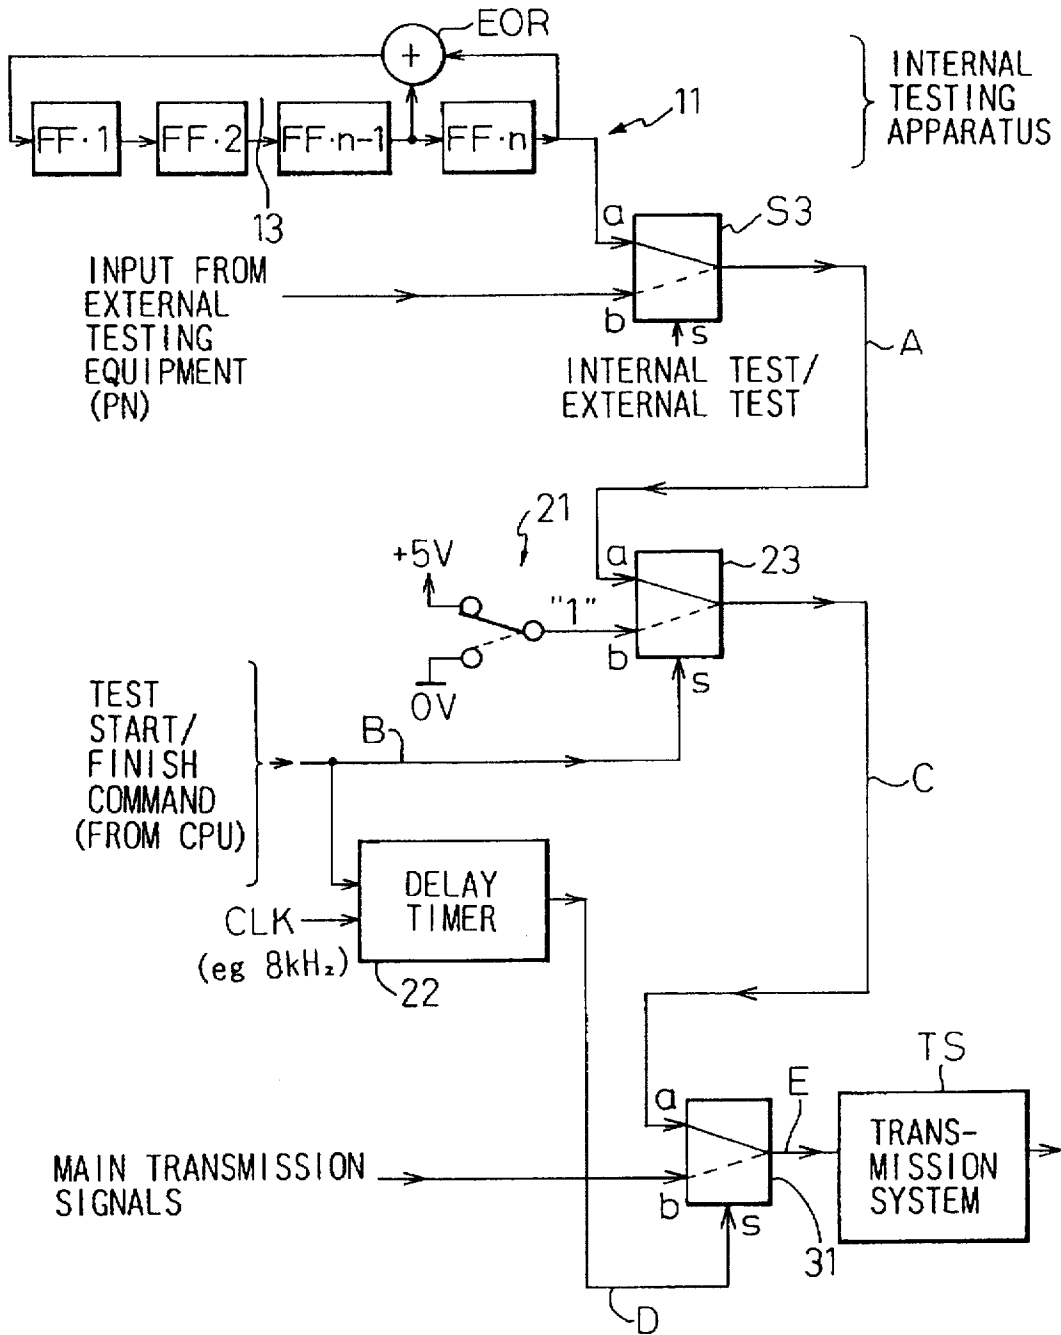 EOR
+
FF·1
FF·2
FF·n-1
FF·n
11
INTERNAL
TESTING
APPARATUS
13
a
S3
INPUT FROM
EXTERNAL
TESTING
EQUIPMENT
(PN)
b
s
INTERNAL TEST/
EXTERNAL TEST
A
21
+5V
a
23
"1"
b
s
0V
TEST
START/
FINISH
COMMAND
(FROM CPU)
B
C
DELAY
TIMER
CLK
(eg 8kHz)
22
TS
a
E
TRANS-
MISSION
SYSTEM
MAIN TRANSMISSION
SIGNALS
b
s
31
D